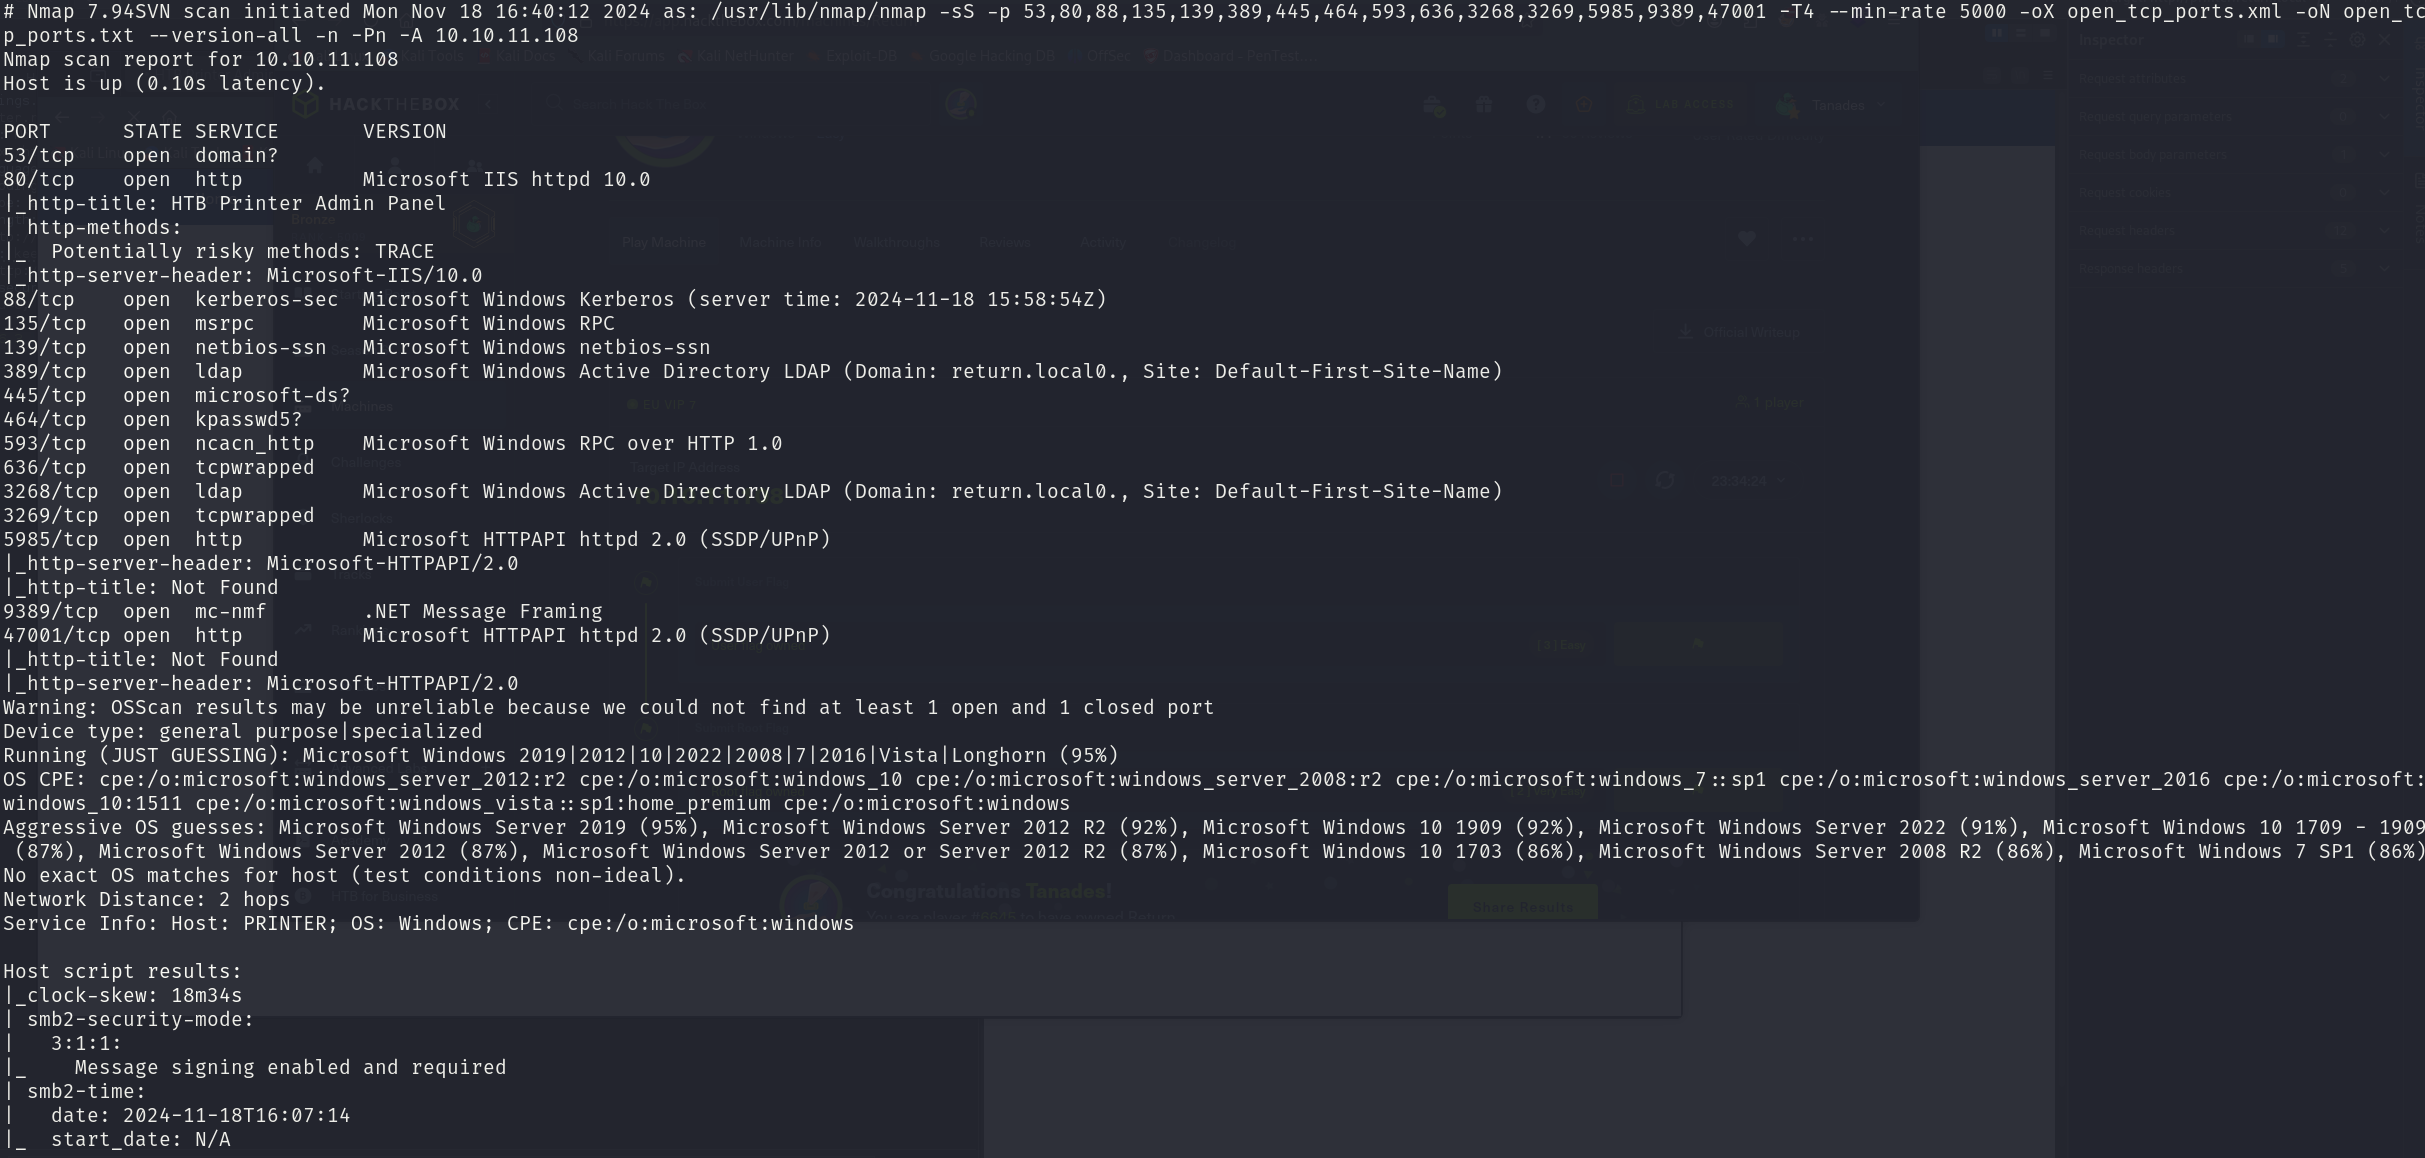 # Nmap 7.94SVN scan initiated Mon Nov 18 16:40:12 2024 as: /usr/lib/nmap/nmap -sS -p 53,80,88,135,139,389,445,464,593,636,3268,3269,5985,9389,47001 -T4 --min-rate 5000 -oX open_tcp_ports.xml -oN open_tc
p_ports.txt --version-all -n -Pn -A 10.10.11.108
Nmap scan report for 10.10.11.108
Host is up (0.10s latency).
PORT      STATE SERVICE       VERSION
53/tcp    open  domain?
80/tcp    open  http          Microsoft IIS httpd 10.0
|_http-title: HTB Printer Admin Panel
| http-methods:
|_  Potentially risky methods: TRACE
|_http-server-header: Microsoft-IIS/10.0
88/tcp    open  kerberos-sec  Microsoft Windows Kerberos (server time: 2024-11-18 15:58:54Z)
135/tcp   open  msrpc         Microsoft Windows RPC
139/tcp   open  netbios-ssn   Microsoft Windows netbios-ssn
389/tcp   open  ldap          Microsoft Windows Active Directory LDAP (Domain: return.local0., Site: Default-First-Site-Name)
445/tcp   open  microsoft-ds?
464/tcp   open  kpasswd5?
593/tcp   open  ncacn_http    Microsoft Windows RPC over HTTP 1.0
636/tcp   open  tcpwrapped
3268/tcp  open  ldap          Microsoft Windows Active Directory LDAP (Domain: return.local0., Site: Default-First-Site-Name)
3269/tcp  open  tcpwrapped
5985/tcp  open  http          Microsoft HTTPAPI httpd 2.0 (SSDP/UPnP)
|_http-server-header: Microsoft-HTTPAPI/2.0
|_http-title: Not Found
9389/tcp  open  mc-nmf        .NET Message Framing
47001/tcp open  http          Microsoft HTTPAPI httpd 2.0 (SSDP/UPnP)
|_http-title: Not Found
|_http-server-header: Microsoft-HTTPAPI/2.0
Warning: OSScan results may be unreliable because we could not find at least 1 open and 1 closed port
Device type: general purpose|specialized
Running (JUST GUESSING): Microsoft Windows 2019|2012|10|2022|2008|7|2016|Vista|Longhorn (95%)
OS CPE: cpe:/o:microsoft:windows_server_2012:r2 cpe:/o:microsoft:windows_10 cpe:/o:microsoft:windows_server_2008:r2 cpe:/o:microsoft:windows_7::sp1 cpe:/o:microsoft:windows_server_2016 cpe:/o:microsoft:
windows_10:1511 cpe:/o:microsoft:windows_vista::sp1:home_premium cpe:/o:microsoft:windows
Aggressive OS guesses: Microsoft Windows Server 2019 (95%), Microsoft Windows Server 2012 R2 (92%), Microsoft Windows 10 1909 (92%), Microsoft Windows Server 2022 (91%), Microsoft Windows 10 1709 - 1909
 (87%), Microsoft Windows Server 2012 (87%), Microsoft Windows Server 2012 or Server 2012 R2 (87%), Microsoft Windows 10 1703 (86%), Microsoft Windows Server 2008 R2 (86%), Microsoft Windows 7 SP1 (86%)
No exact OS matches for host (test conditions non-ideal).
Network Distance: 2 hops
Service Info: Host: PRINTER; OS: Windows; CPE: cpe:/o:microsoft:windows
Host script results:
|_clock-skew: 18m34s
| smb2-security-mode:
|   3:1:1:
|_    Message signing enabled and required
| smb2-time:
|   date: 2024-11-18T16:07:14
|_  start_date: N/A